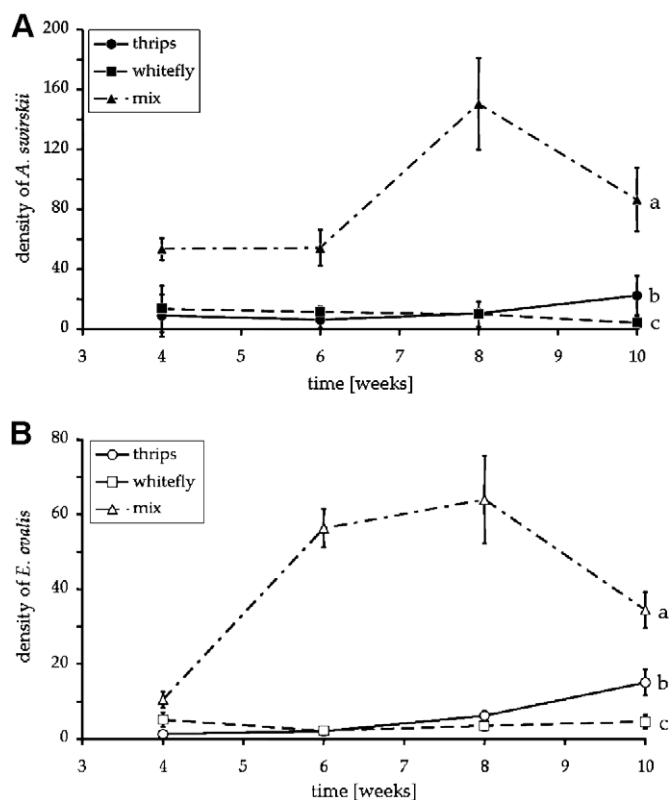 A
200
160
120
80
40
0
density of A. swirskii
thrips
whitefly
mix
a
b
c
3 4 5 6 7 8 9 10
time [weeks]
B
80
60
40
20
0
density of E. ovalis
thrips
whitefly
mix
a
b
c
3 4 5 6 7 8 9 10
time [weeks]